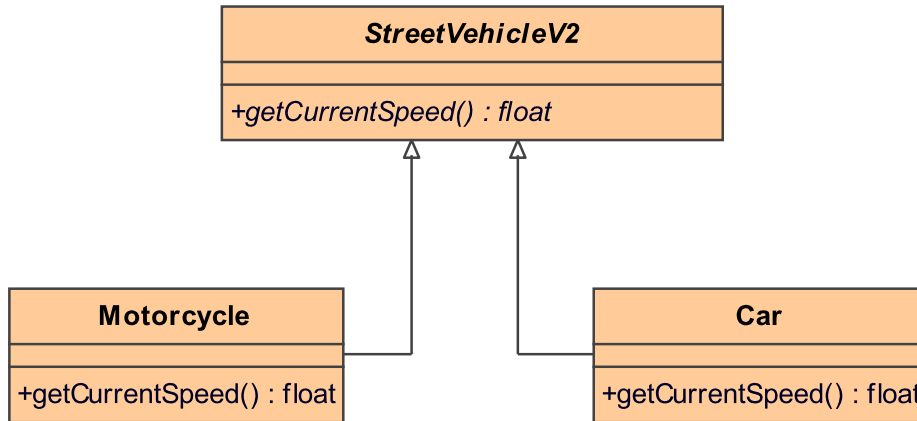 StreetVehicleV2
+getCurrentSpeed() : float
Motorcycle
+getCurrentSpeed() : float
Car
+getCurrentSpeed() : float